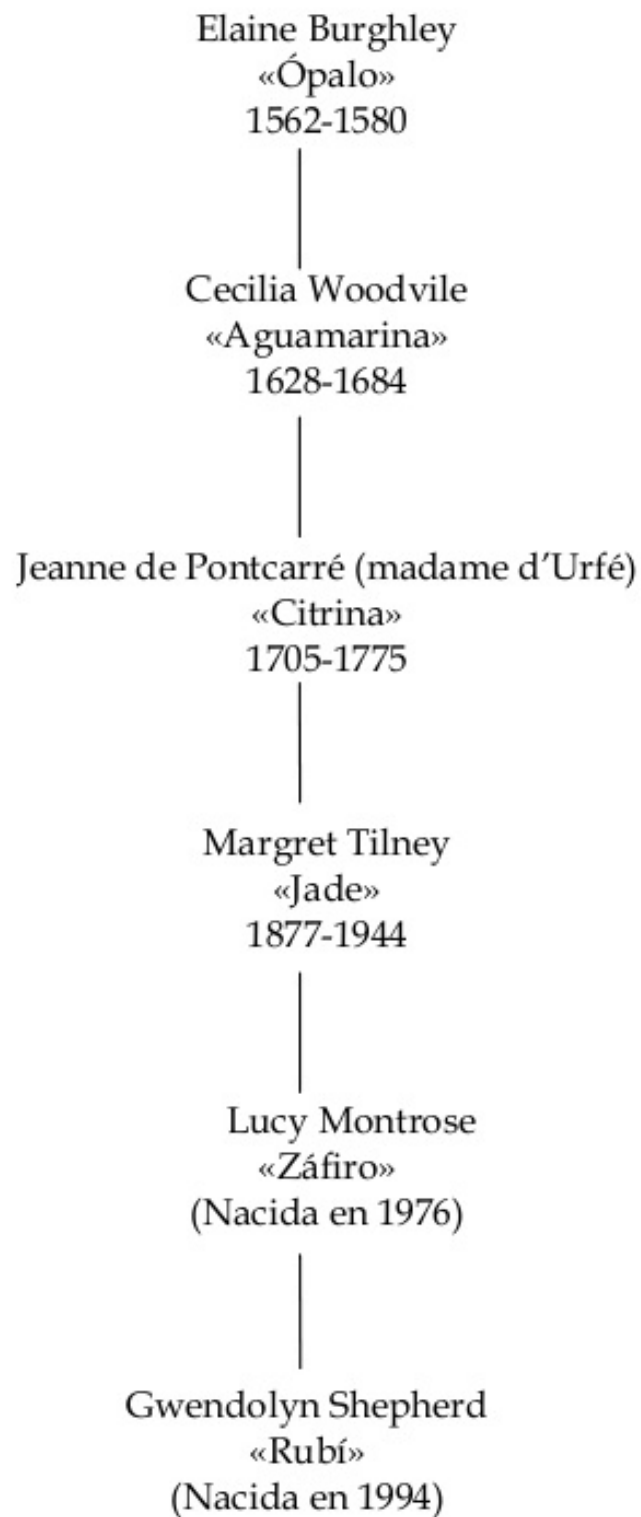 Elaine Burghley
«Ópalo»
1562-1580
Cecilia Woodvile
«Aguamarina»
1628-1684
Jeanne de Pontcarré (madame d’Urfé)
«Citrina»
1705-1775
Margret Tilney
«Jade»
1877-1944
Lucy Montrose
«Záfiro»
(Nacida en 1976)
Gwendolyn Shepherd
«Rubí»
(Nacida en 1994)